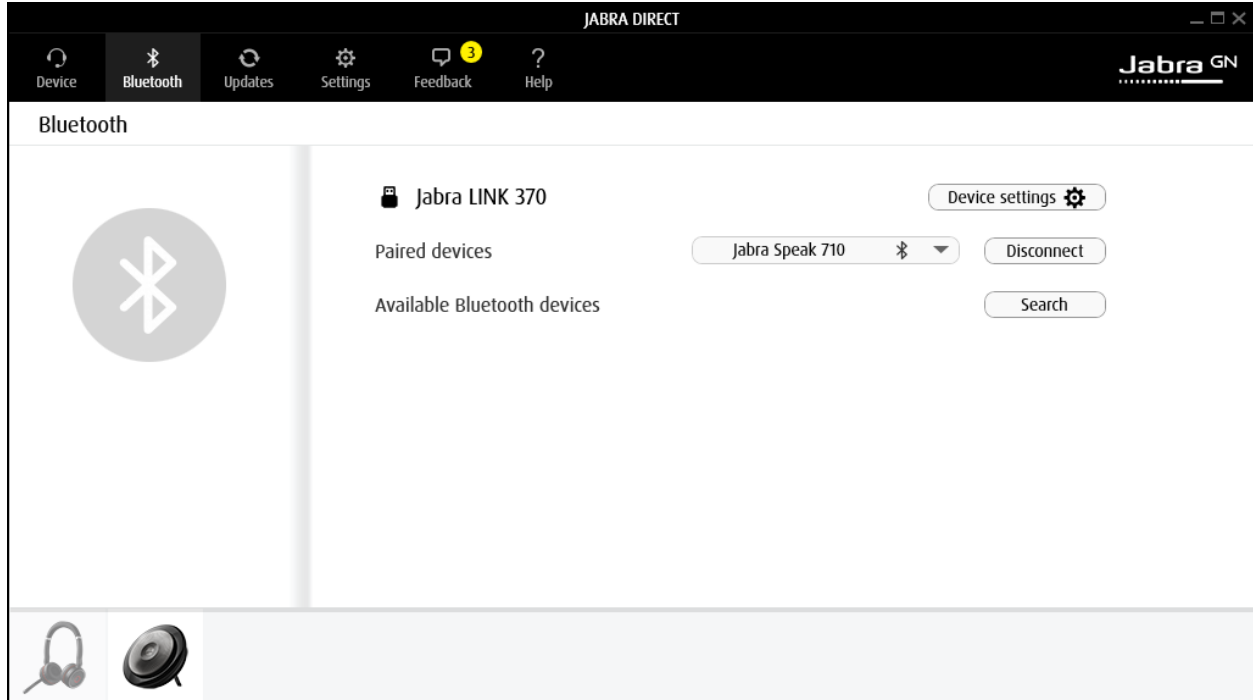 JABRA DIRECT
Device Bluetooth Updates Settings Feedback 3 Help
Jabra GN
Bluetooth
Jabra LINK 370 Device settings
Paired devices Jabra Speak 710 Disconnect
Available Bluetooth devices Search